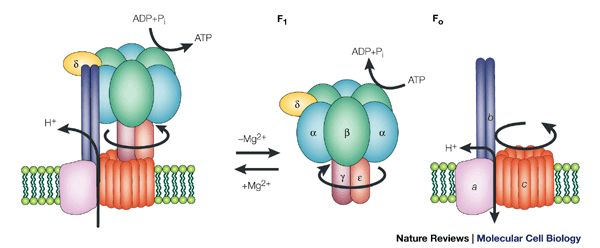 ADP+Pi
ATP
δ
H+
–Mg2+
+Mg2+
F1
ADP+Pi
ATP
δ
α
β
α
γ
ε
Fo
b
H+
a
c
Nature Reviews | Molecular Cell Biology